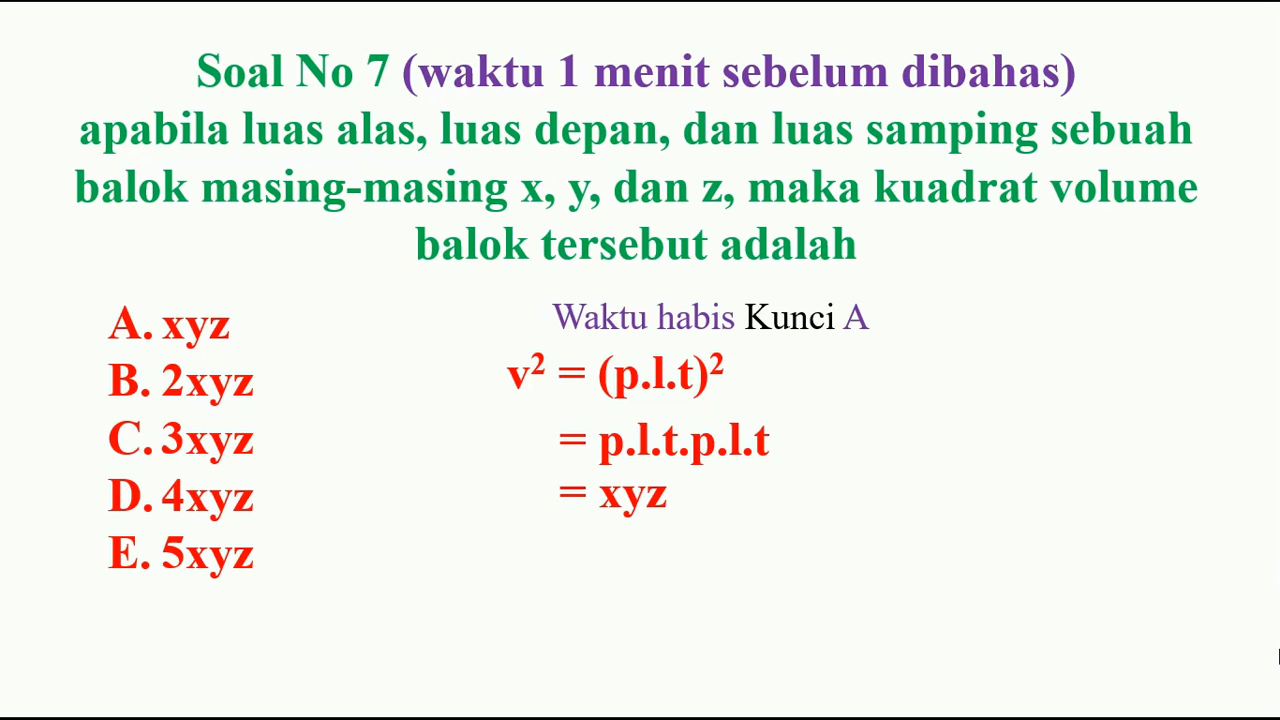 Soal No 7 (waktu 1 menit sebelum dibahas)
apabila luas alas, luas depan, dan luas samping sebuah
balok masing-masing x, y, dan z, maka kuadrat volume
balok tersebut adalah
A. xyz
B. 2xyz
C. 3xyz
D. 4xyz
E. 5xyz
Waktu habis Kunci A
v² = (p.l.t)²
= p.l.t.p.l.t
= xyz